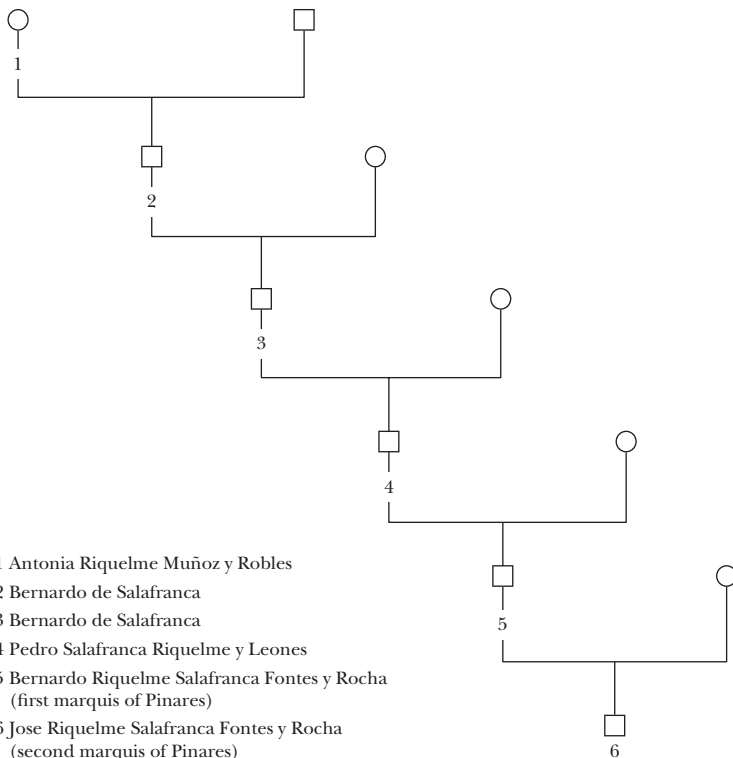 1
2
3
4
5
6
1 Antonia Riquelme Muñoz y Robles
2 Bernardo de Salafranca
3 Bernardo de Salafranca
4 Pedro Salafranca Riquelme y Leones
5 Bernardo Riquelme Salafranca Fontes y Rocha
(first marquis of Pinares)
6 Jose Riquelme Salafranca Fontes y Rocha
(second marquis of Pinares)